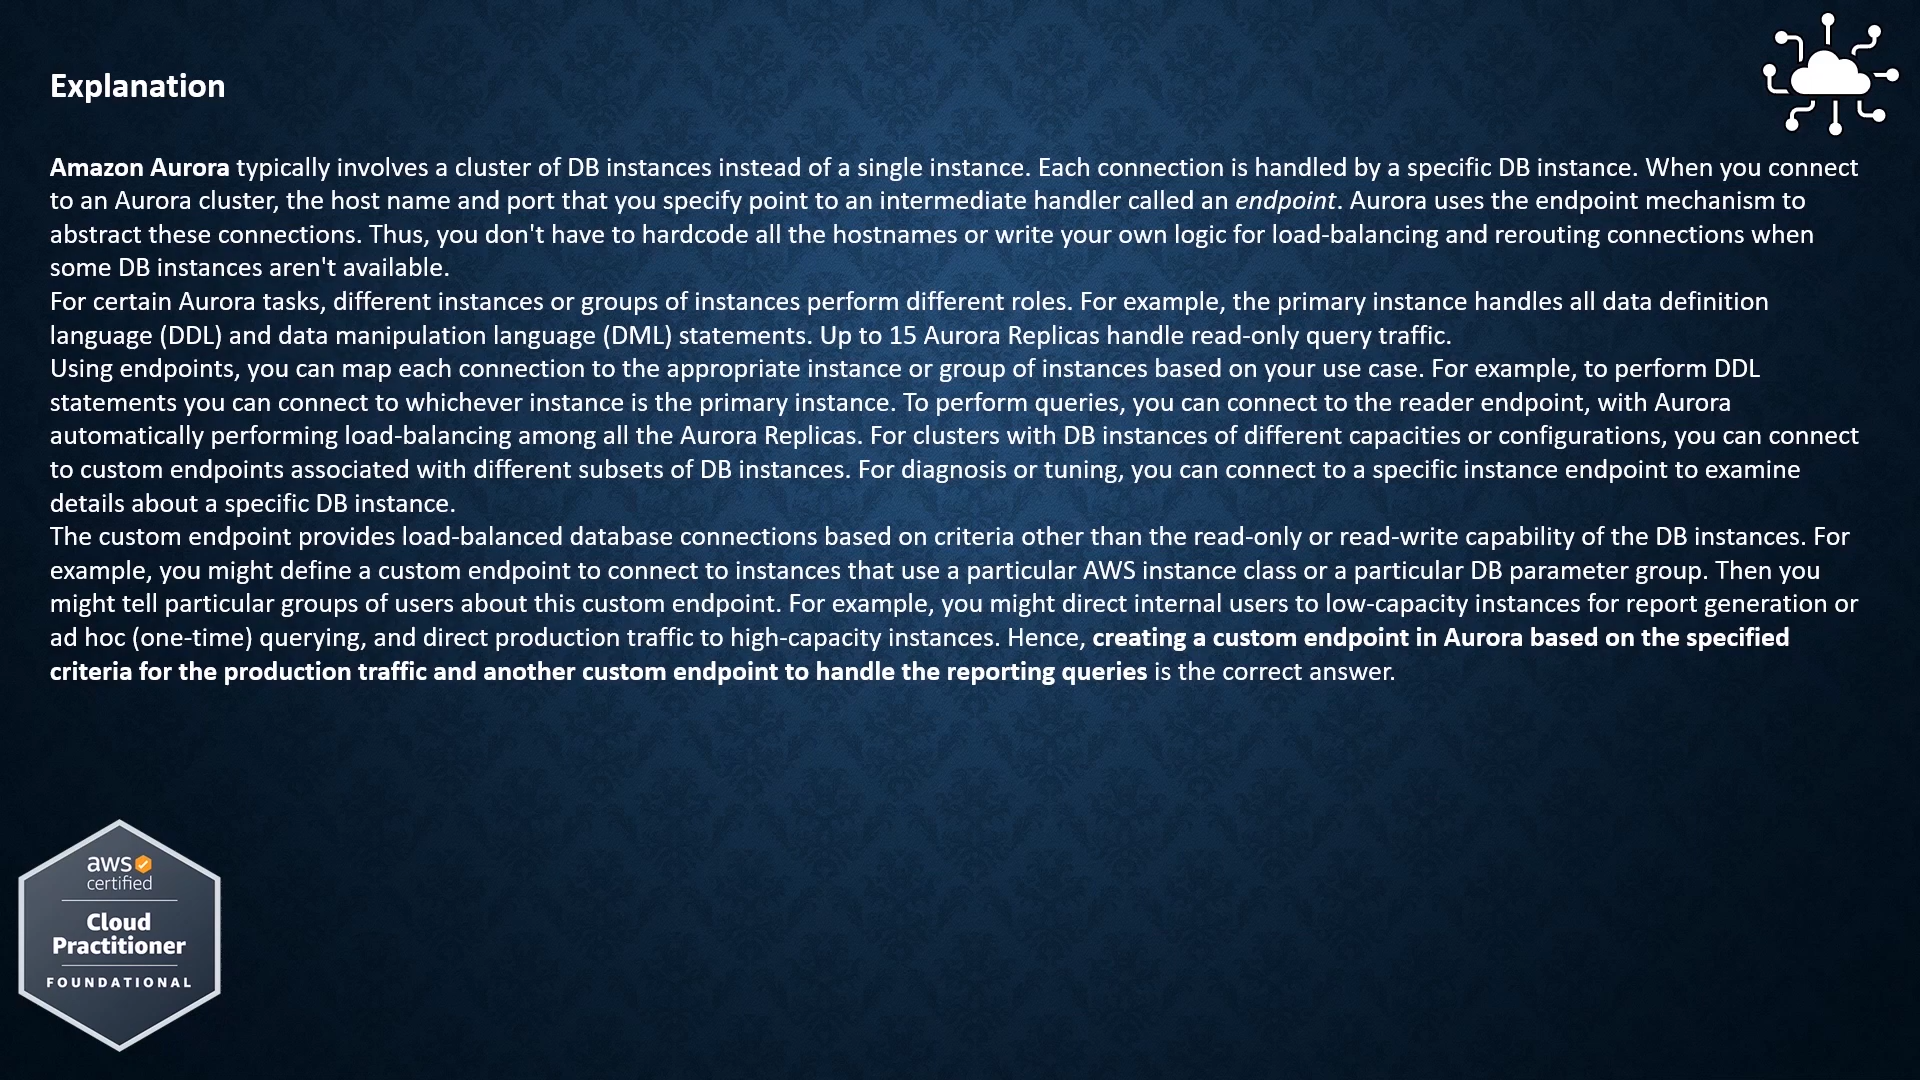 Explanation
Amazon Aurora typically involves a cluster of DB instances instead of a single instance. Each connection is handled by a specific DB instance. When you connect
to an Aurora cluster, the host name and port that you specify point to an intermediate handler called an endpoint. Aurora uses the endpoint mechanism to
abstract these connections. Thus, you don't have to hardcode all the hostnames or write your own logic for load-balancing and rerouting connections when
some DB instances aren't available.
For certain Aurora tasks, different instances or groups of instances perform different roles. For example, the primary instance handles all data definition
language (DDL) and data manipulation language (DML) statements. Up to 15 Aurora Replicas handle read-only query traffic.
Using endpoints, you can map each connection to the appropriate instance or group of instances based on your use case. For example, to perform DDL
statements you can connect to whichever instance is the primary instance. To perform queries, you can connect to the reader endpoint, with Aurora
automatically performing load-balancing among all the Aurora Replicas. For clusters with DB instances of different capacities or configurations, you can connect
to custom endpoints associated with different subsets of DB instances. For diagnosis or tuning, you can connect to a specific instance endpoint to examine
details about a specific DB instance.
The custom endpoint provides load-balanced database connections based on criteria other than the read-only or read-write capability of the DB instances. For
example, you might define a custom endpoint to connect to instances that use a particular AWS instance class or a particular DB parameter group. Then you
might tell particular groups of users about this custom endpoint. For example, you might direct internal users to low-capacity instances for report generation or
ad hoc (one-time) querying, and direct production traffic to high-capacity instances. Hence, creating a custom endpoint in Aurora based on the specified
criteria for the production traffic and another custom endpoint to handle the reporting queries is the correct answer.
aws
certified
Cloud
Practitioner
FOUNDATIONAL